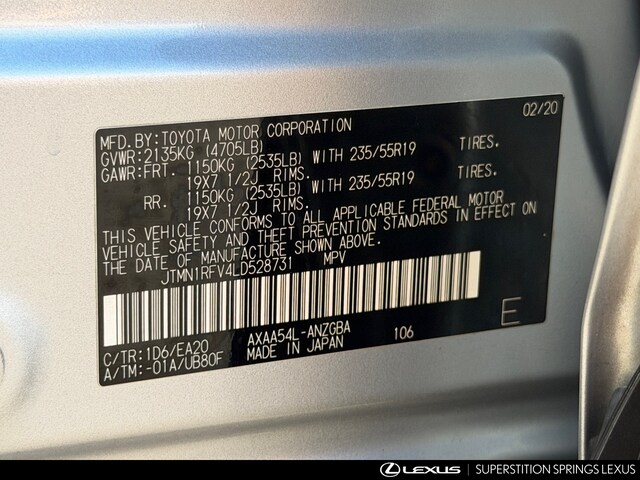 02/20
MFD.BY:TOYOTA MOTOR CORPORATION
GVWR:2135KG (4705LB)
GAWR:FRT. 1150KG (2535LB) WITH 235/55R19 TIRES.
19X7 1/2J RIMS.
RR. 1150KG (2535LB) WITH 235/55R19 TIRES.
19X7 1/2J RIMS.
THIS VEHICLE CONFORMS TO ALL APPLICABLE FEDERAL MOTOR
VEHICLE SAFETY AND THEFT PREVENTION STANDARDS IN EFFECT ON
THE DATE OF MANUFACTURE SHOWN ABOVE.
JTMN1RFV4LD528731 MPV
C/TR:1D6/EA20 AXAA54L-ANZGBA 106 E
A/TM:-01A/UB80F MADE IN JAPAN
LEXUS | SUPERSTITION SPRINGS LEXUS